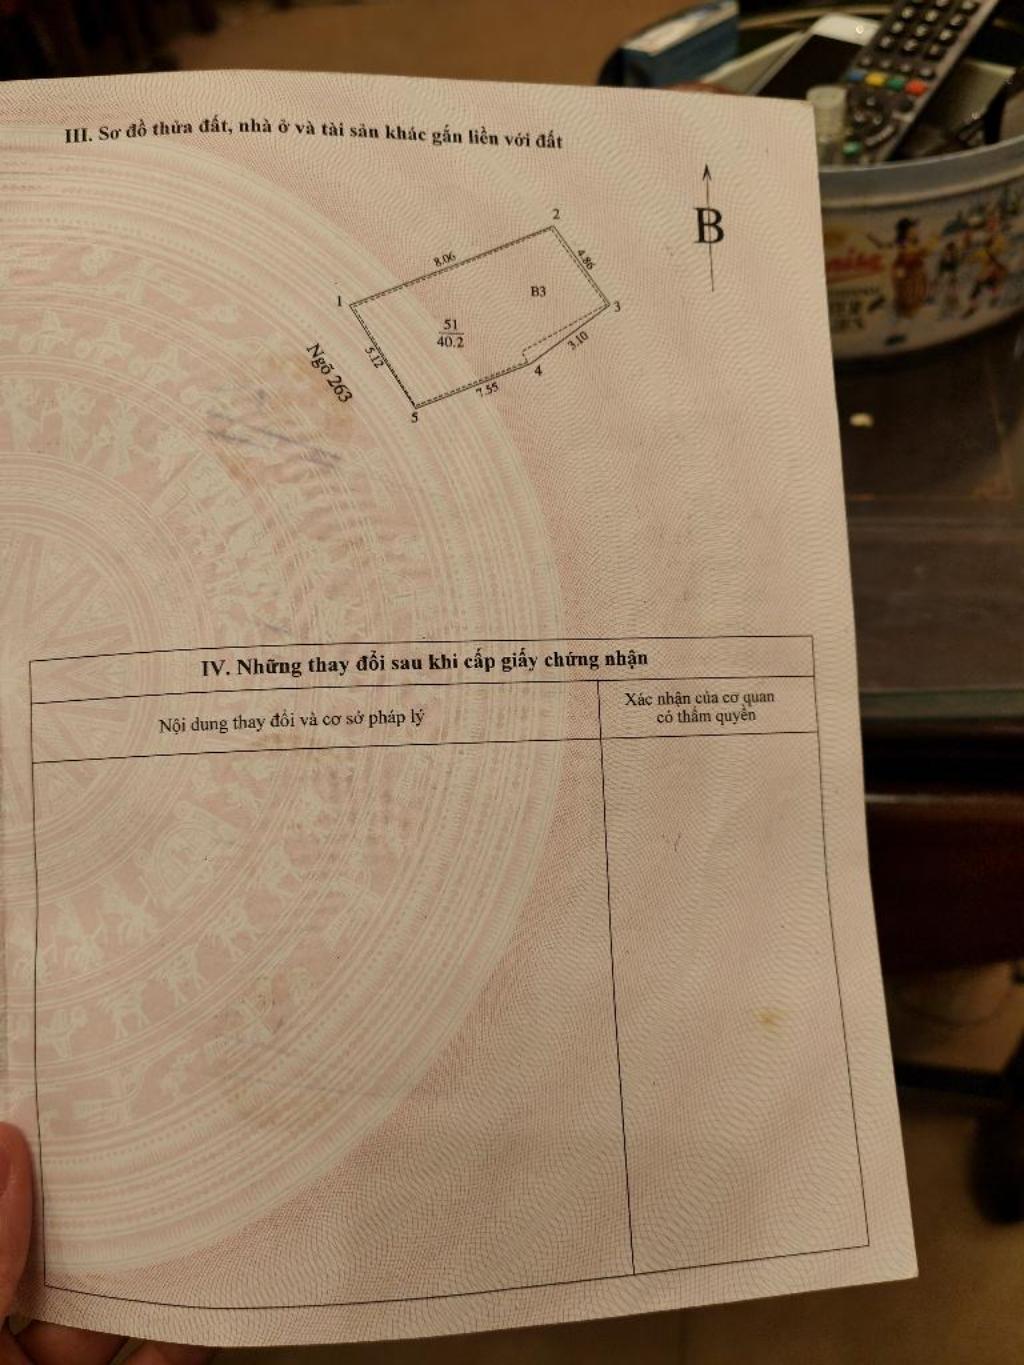 III. Sơ đồ thửa đất, nhà ở và tài sản khác gắn liền với đất
B
2
8.06
4.86
1
B3
3
51
40.2
3.10
5.12
Ngõ 263
4
7.55
5
IV. Những thay đổi sau khi cấp giấy chứng nhận
Nội dung thay đổi và cơ sở pháp lý
Xác nhận của cơ quan
có thẩm quyền